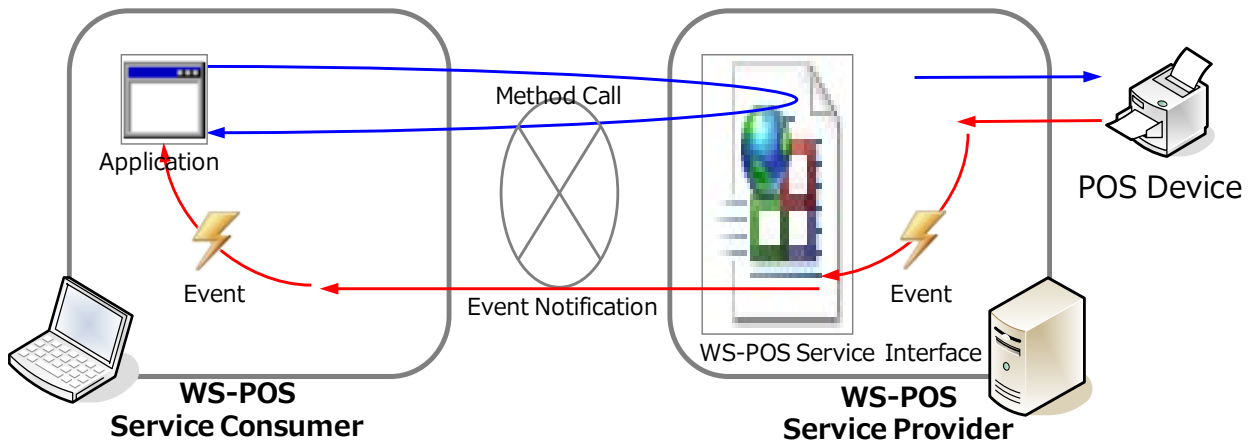 Method Call
Application
POS Device
Event
Event Notification
Event
WS-POS Service Interface
WS-POS
Service Consumer
WS-POS
Service Provider